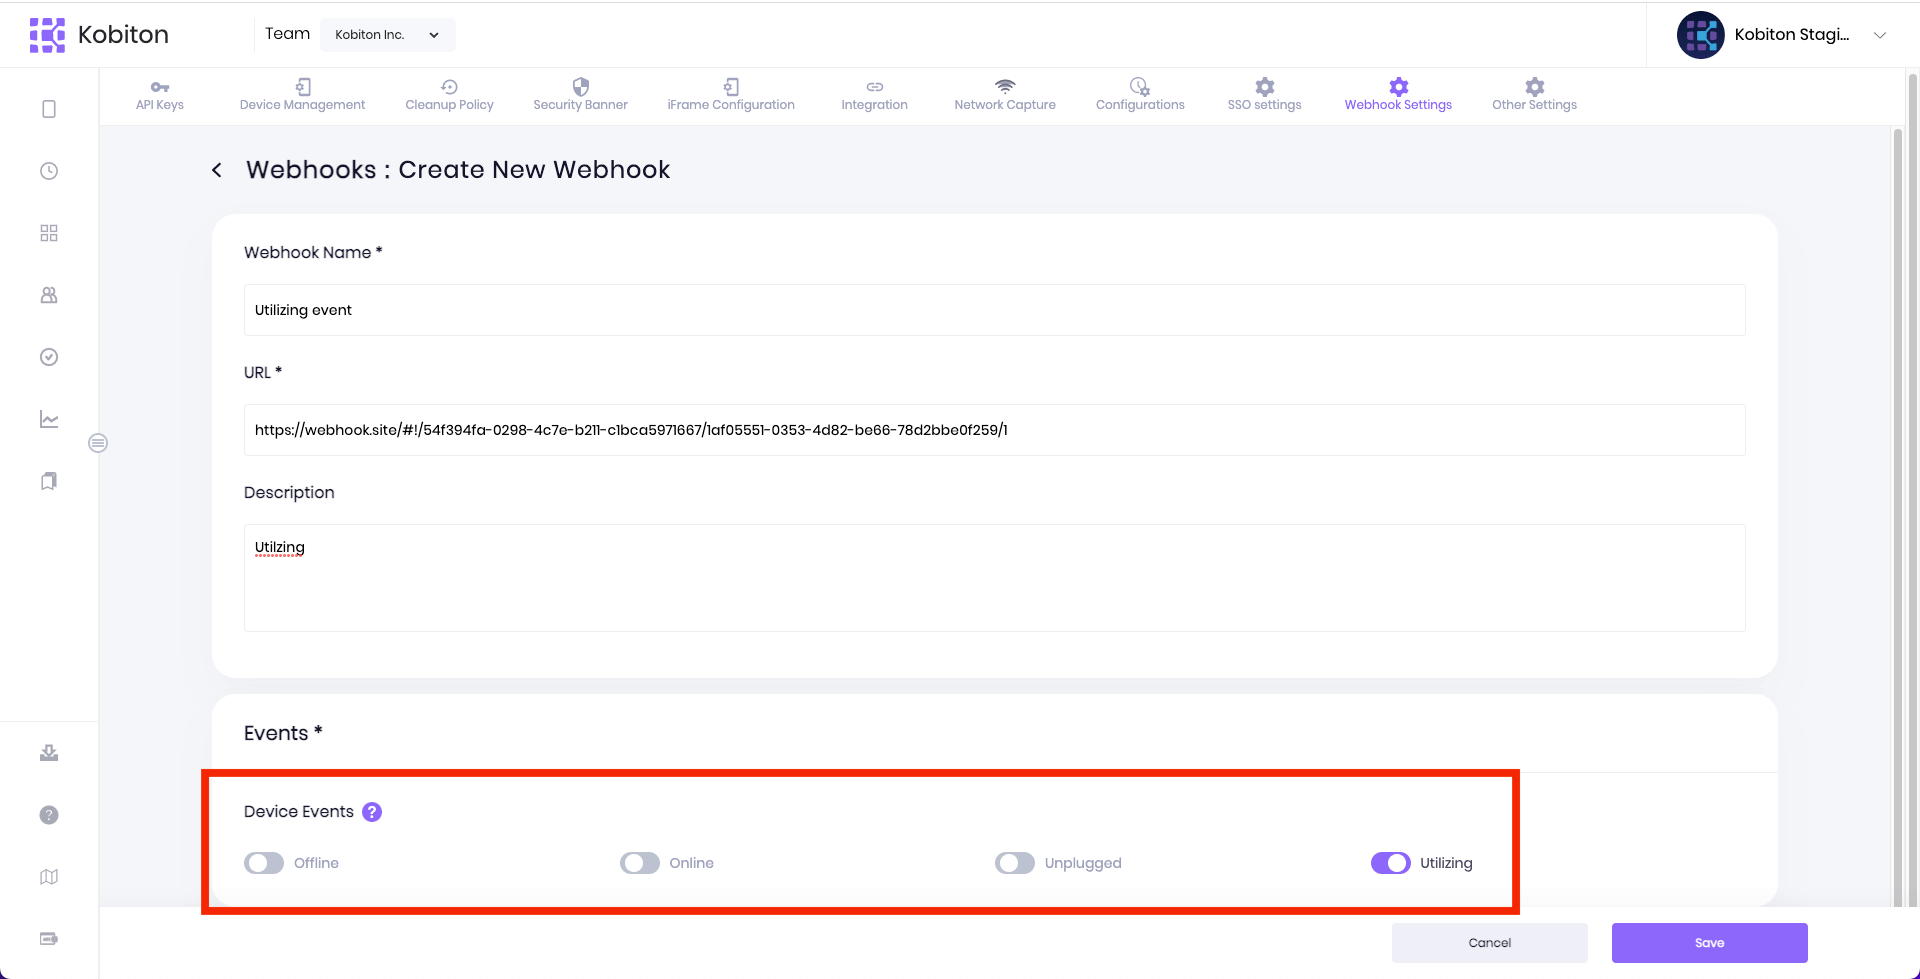 Kobiton
Team
Kobiton Inc.
Kobiton Stagi...
API Keys
Device Management
Cleanup Policy
Security Banner
iFrame Configuration
Integration
Network Capture
Configurations
SSO settings
Webhook Settings
Other Settings
Webhooks : Create New Webhook
Webhook Name *
Utilizing event
URL *
https://webhook.site/#!/54f394fa-0298-4c7e-b211-c1bca5971667/1af05551-0353-4d82-be66-78d2bbe0f259/1
Description
Utilzing
Events *
Device Events ?
Offline
Online
Unplugged
Utilizing
?
Cancel
Save